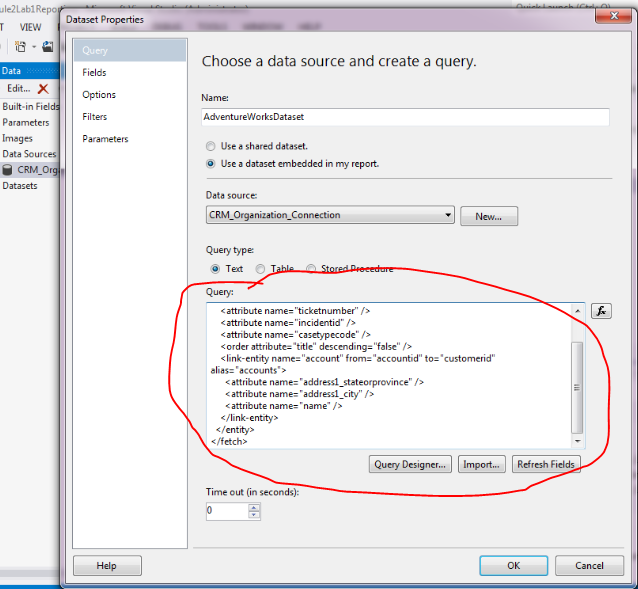 Dataset Properties
VIEW
Data
Edit...
Built-in Fields
Parameters
Images
Data Sources
CRM_Org
Datasets
Query
Fields
Options
Filters
Parameters
Choose a data source and create a query.
Name:
AdventureWorksDataset
Use a shared dataset.
Use a dataset embedded in my report.
Data source:
CRM_Organization_Connection
New...
Query type:
Text Table Stored Procedure
Query:
<attribute name="ticketnumber" />
<attribute name="incidentid" />
<attribute name="casetypecode" />
<order attribute="title" descending="false" />
<link-entity name="account" from="accountid" to="customerid"
alias="accounts">
<attribute name="address1_stateorprovince" />
<attribute name="address1_city" />
<attribute name="name" />
</link-entity>
</entity>
</fetch>
fx
Query Designer... Import... Refresh Fields
Time out (in seconds):
0
Help OK Cancel